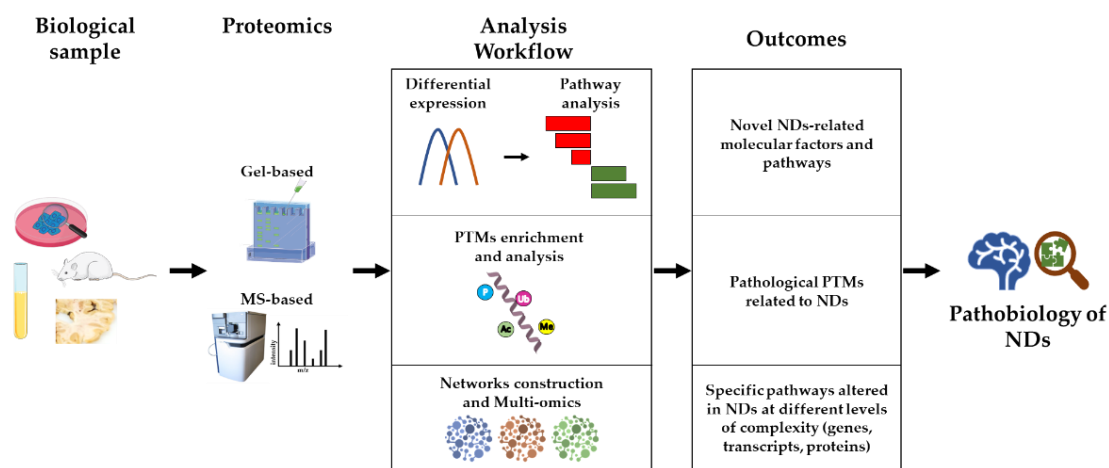 Biological
sample
Proteomics
Analysis
Workflow
Outcomes
Differential
expression
Pathway
analysis
Novel NDs-related
molecular factors and
pathways
Gel-based
PTMs enrichment
and analysis
P
Ub
Ac
Me
Pathological PTMs
related to NDs
Pathobiology of
NDs
MS-based
intensity
m/z
Networks construction
and Multi-omics
Specific pathways altered
in NDs at different levels
of complexity (genes,
transcripts, proteins)